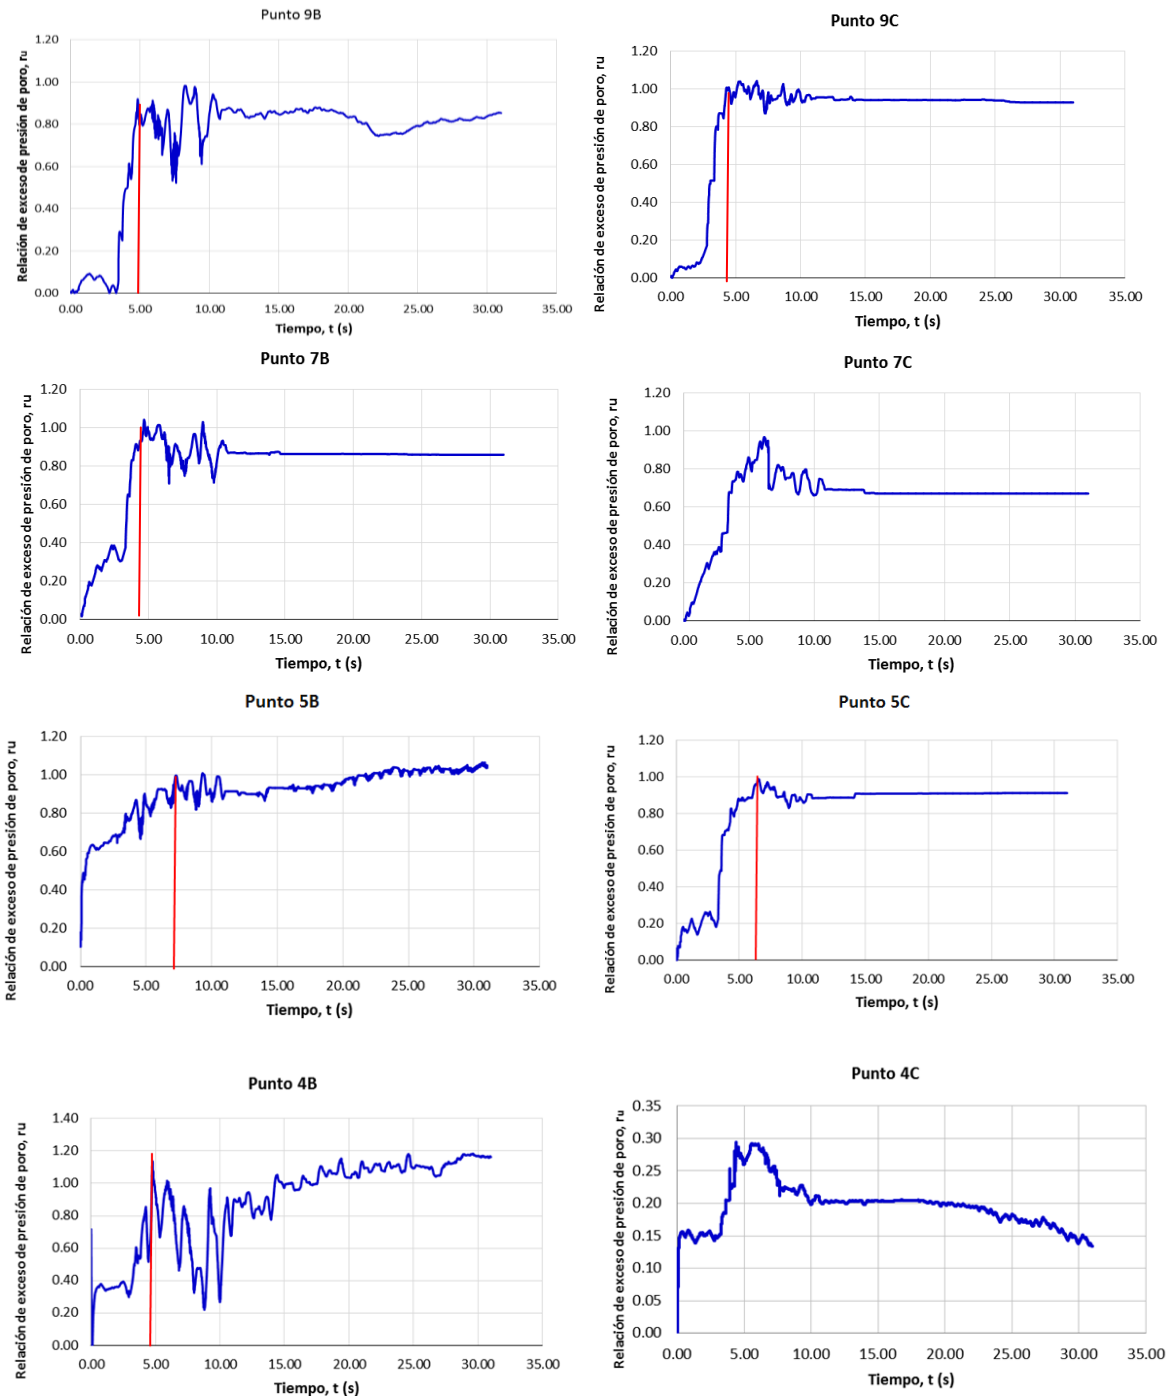 Punto 9B
Relación de exceso de presión de poro, ru
1.20
1.00
0.80
0.60
0.40
0.20
0.00
0.00 5.00 10.00 15.00 20.00 25.00 30.00 35.00
Tiempo, t (s)
Punto 9C
Relación de exceso de presión de poro, ru
1.20
1.00
0.80
0.60
0.40
0.20
0.00
0.00 5.00 10.00 15.00 20.00 25.00 30.00 35.00
Tiempo, t (s)
Punto 7B
Relación de exceso de presión de poro, ru
1.20
1.00
0.80
0.60
0.40
0.20
0.00
0.00 5.00 10.00 15.00 20.00 25.00 30.00 35.00
Tiempo, t (s)
Punto 7C
Relación de exceso de presión de poro, ru
1.20
1.00
0.80
0.60
0.40
0.20
0.00
0.00 5.00 10.00 15.00 20.00 25.00 30.00 35.00
Tiempo, t (s)
Punto 5B
Relación de exceso de presión de poro, ru
1.20
1.00
0.80
0.60
0.40
0.20
0.00
0.00 5.00 10.00 15.00 20.00 25.00 30.00 35.00
Tiempo, t (s)
Punto 5C
Relación de exceso de presión de poro, ru
1.20
1.00
0.80
0.60
0.40
0.20
0.00
0.00 5.00 10.00 15.00 20.00 25.00 30.00 35.00
Tiempo, t (s)
Punto 4B
Relación de exceso de presión de poro, ru
1.40
1.20
1.00
0.80
0.60
0.40
0.20
0.00
0.00 5.00 10.00 15.00 20.00 25.00 30.00 35.00
Tiempo, t (s)
Punto 4C
Relación de exceso de presión de poro, ru
0.35
0.30
0.25
0.20
0.15
0.10
0.05
0.00
0.00 5.00 10.00 15.00 20.00 25.00 30.00 35.00
Tiempo, t (s)